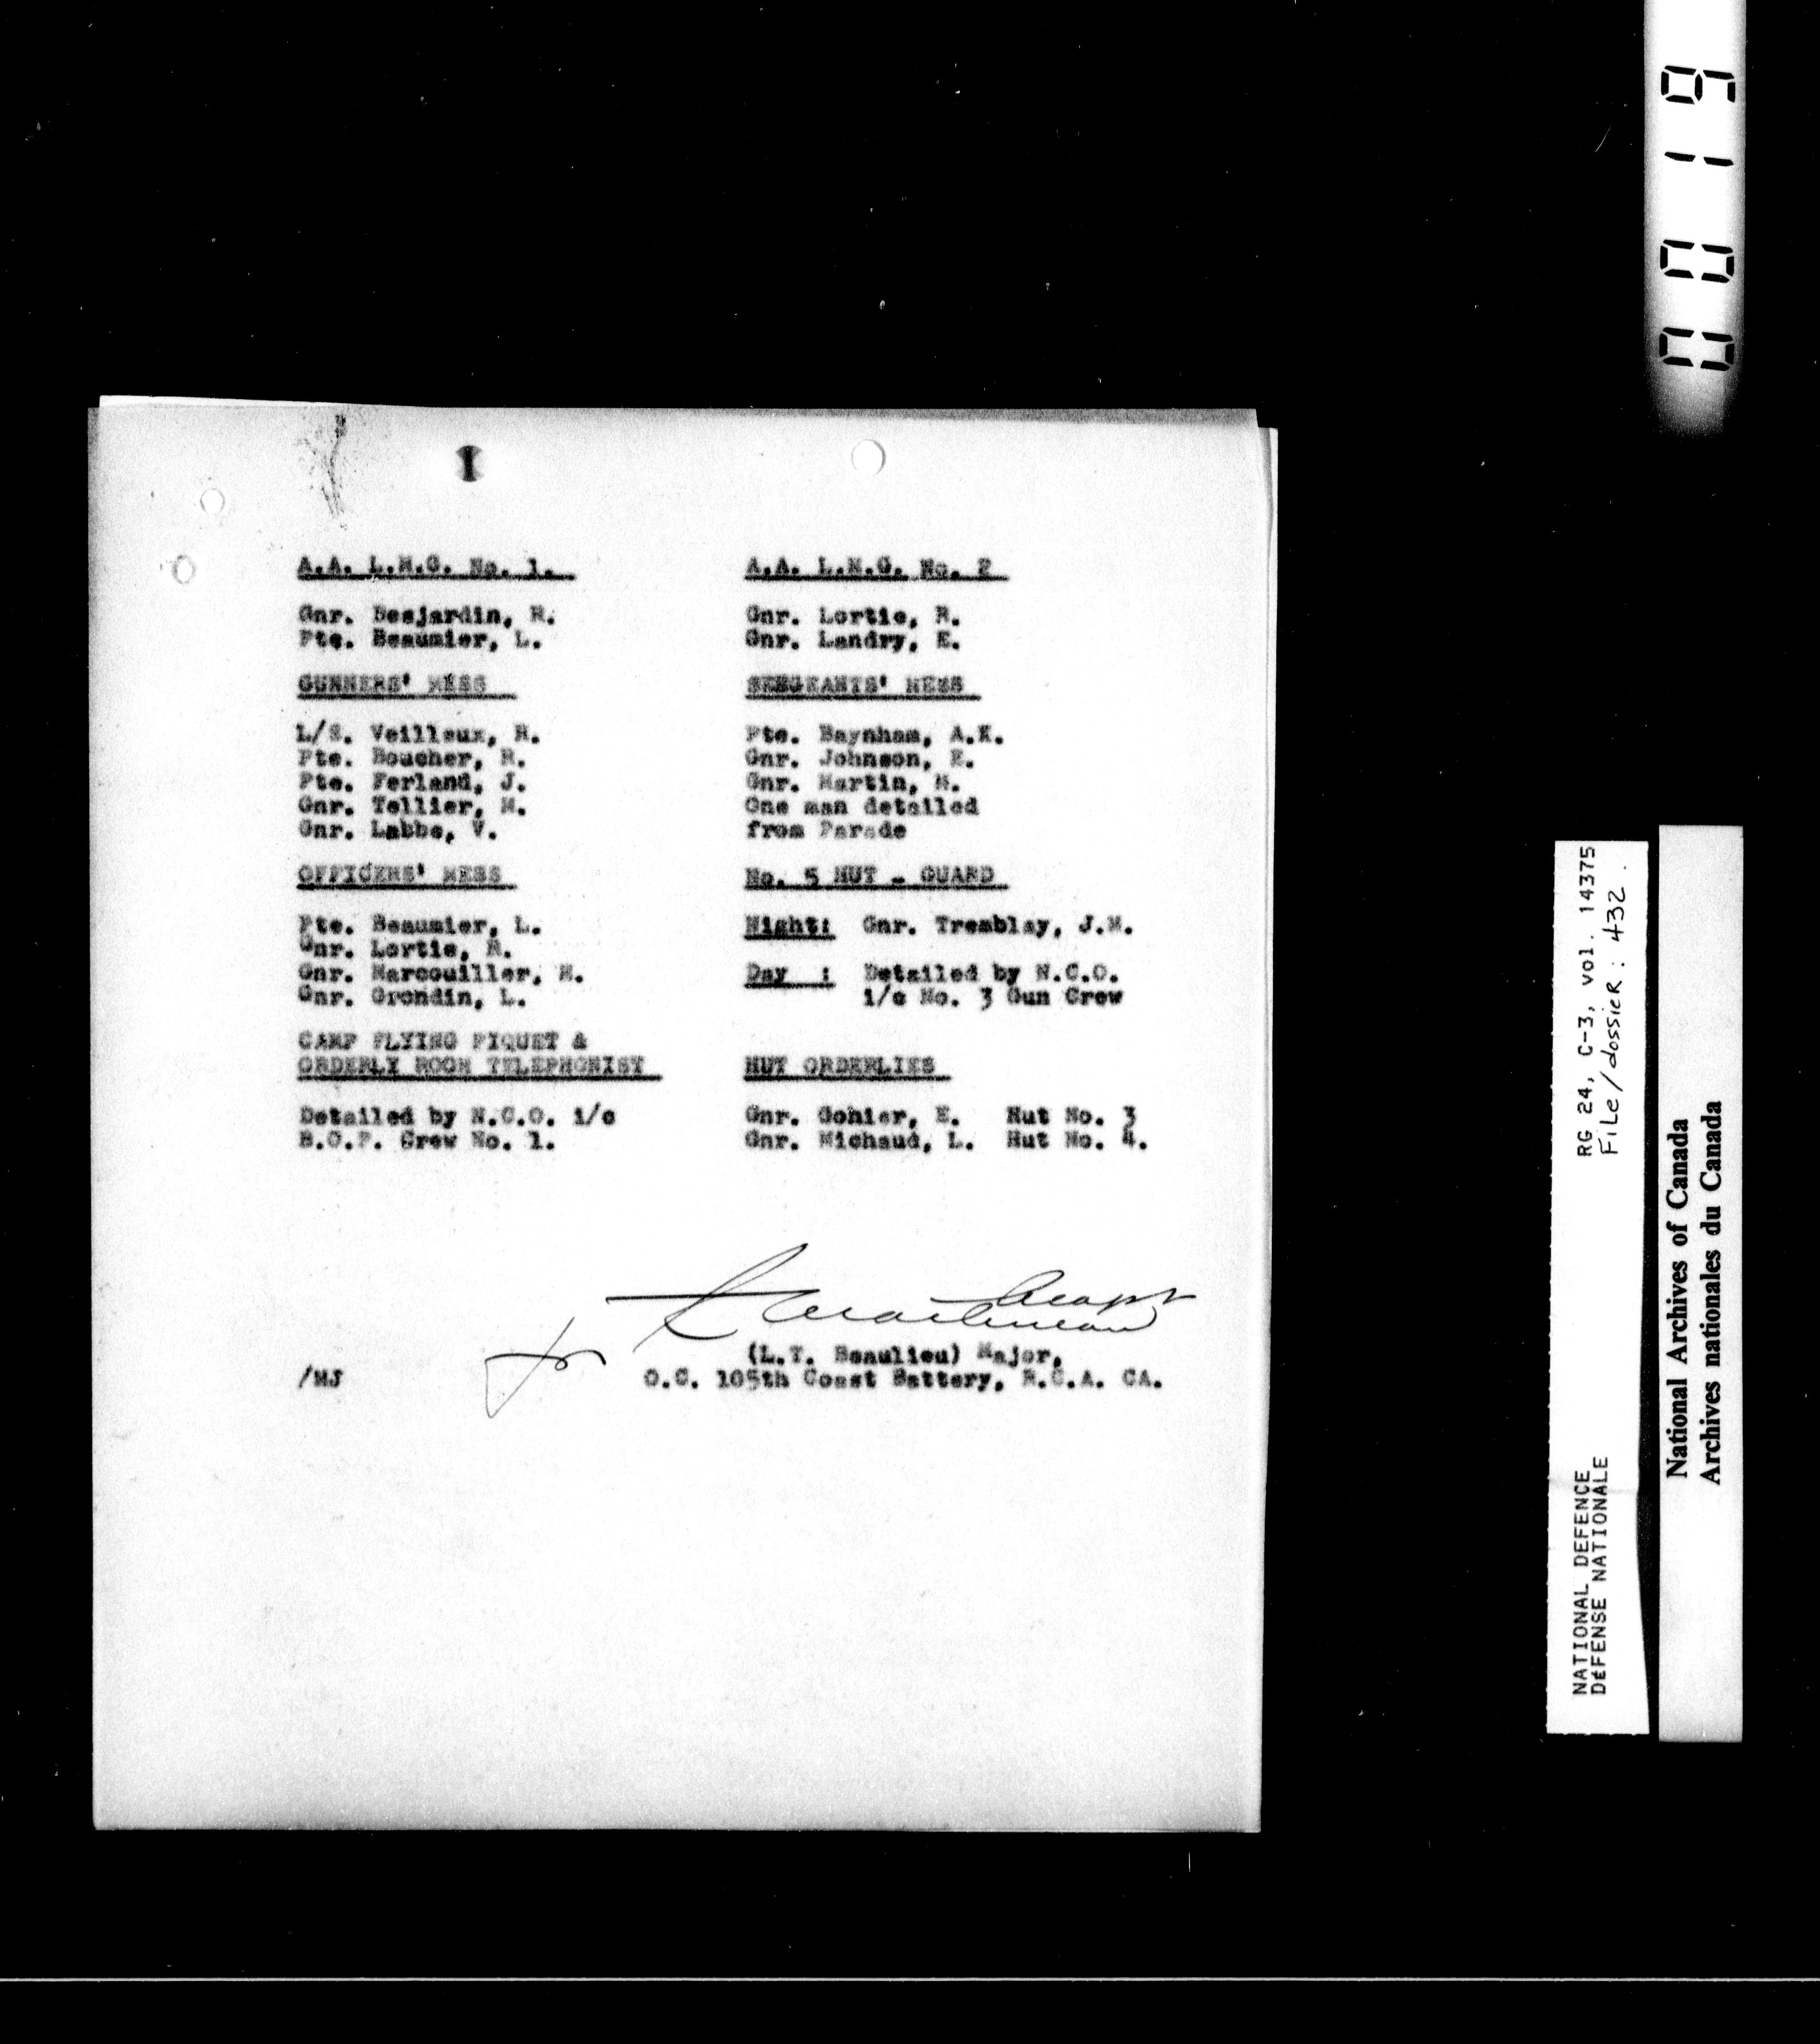 A.A. L.M.G. No. 1.
Gnr. Desjardin, R.
Pte. Beaumier, L.
GUNNERS' MESS
L/S. Veilleux, R.
Pte. Boucher, R.
Pte. Ferland, J.
Gnr. Tellier, M.
Gnr. Labbe, V.
OFFICERS' MESS
Pte. Beaumier, L.
Gnr. Lortie, R.
Gnr. Marcouiller, M.
Gnr. Grondin, L.
CAMP FLYING PIQUET &
ORDERLY ROOM TELEPHONIST
Detailed by N.C.O. i/c
B.O.P. Crew No. 1.
A.A. L.M.G. No. 2
Gnr. Lortie, R.
Gnr. Landry, E.
SERGEANTS' MESS
Pte. Baynham, A.K.
Gnr. Johnson, E.
Gnr. Martin, M.
One man detailed
from Parade
No. 5 HUT - GUARD
Night: Gnr. Tremblay, J.M.
Day : Detailed by N.C.O.
i/c No. 3 Gun Crew
HUT ORDERLIES
Gnr. Gohier, E. Hut No. 3
Gnr. Michaud, L. Hut No. 4.
for
(L.T. Beaulieu) Major,
/MJ O.C. 105th Coast Battery, R.C.A. CA.
0019
NATIONAL DEFENCE RG 24, C-3, vol. 14375
DÉFENSE NATIONALE File/dossier: 432.
National Archives of Canada
Archives nationales du Canada